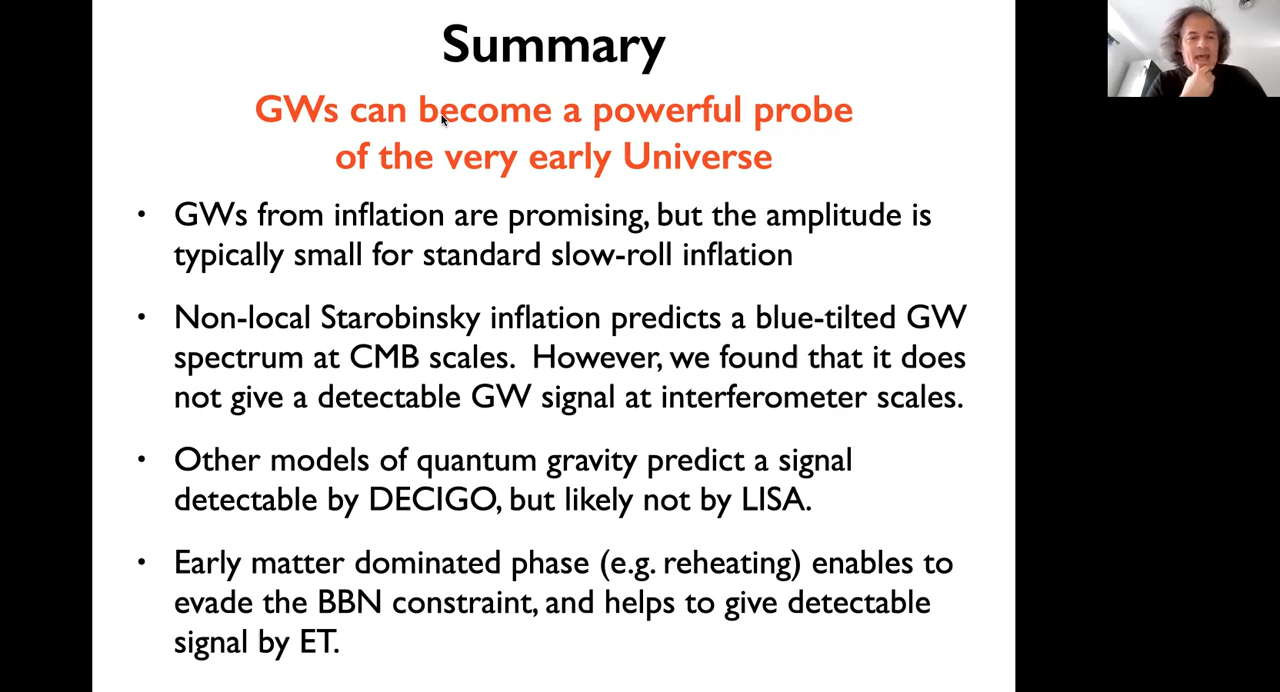 Summary
GWs can become a powerful probe
of the very early Universe
• GWs from inflation are promising, but the amplitude is
typically small for standard slow-roll inflation
• Non-local Starobinsky inflation predicts a blue-tilted GW
spectrum at CMB scales. However, we found that it does
not give a detectable GW signal at interferometer scales.
• Other models of quantum gravity predict a signal
detectable by DECIGO, but likely not by LISA.
• Early matter dominated phase (e.g. reheating) enables to
evade the BBN constraint, and helps to give detectable
signal by ET.